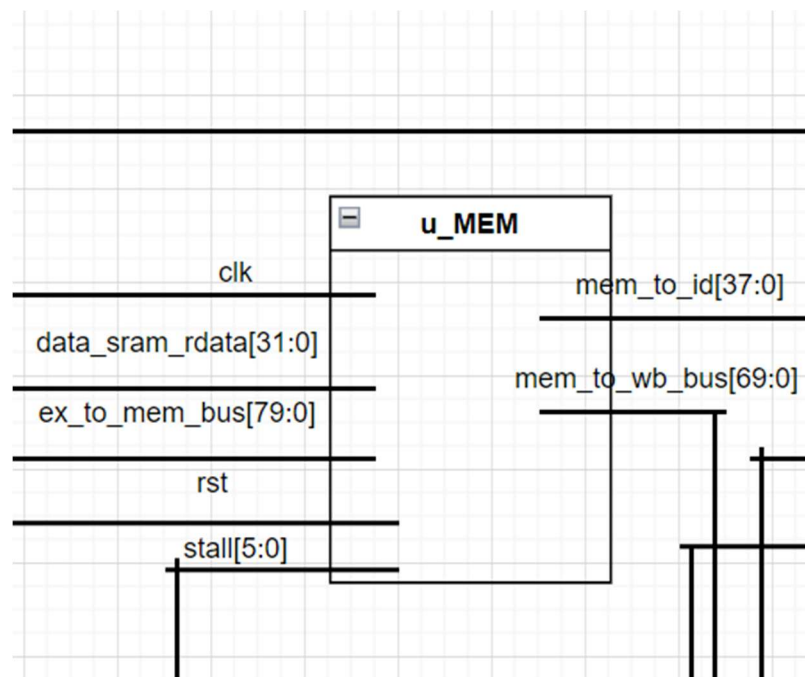 u_MEM
clk
mem_to_id[37:0]
data_sram_rdata[31:0]
mem_to_wb_bus[69:0]
ex_to_mem_bus[79:0]
rst
stall[5:0]